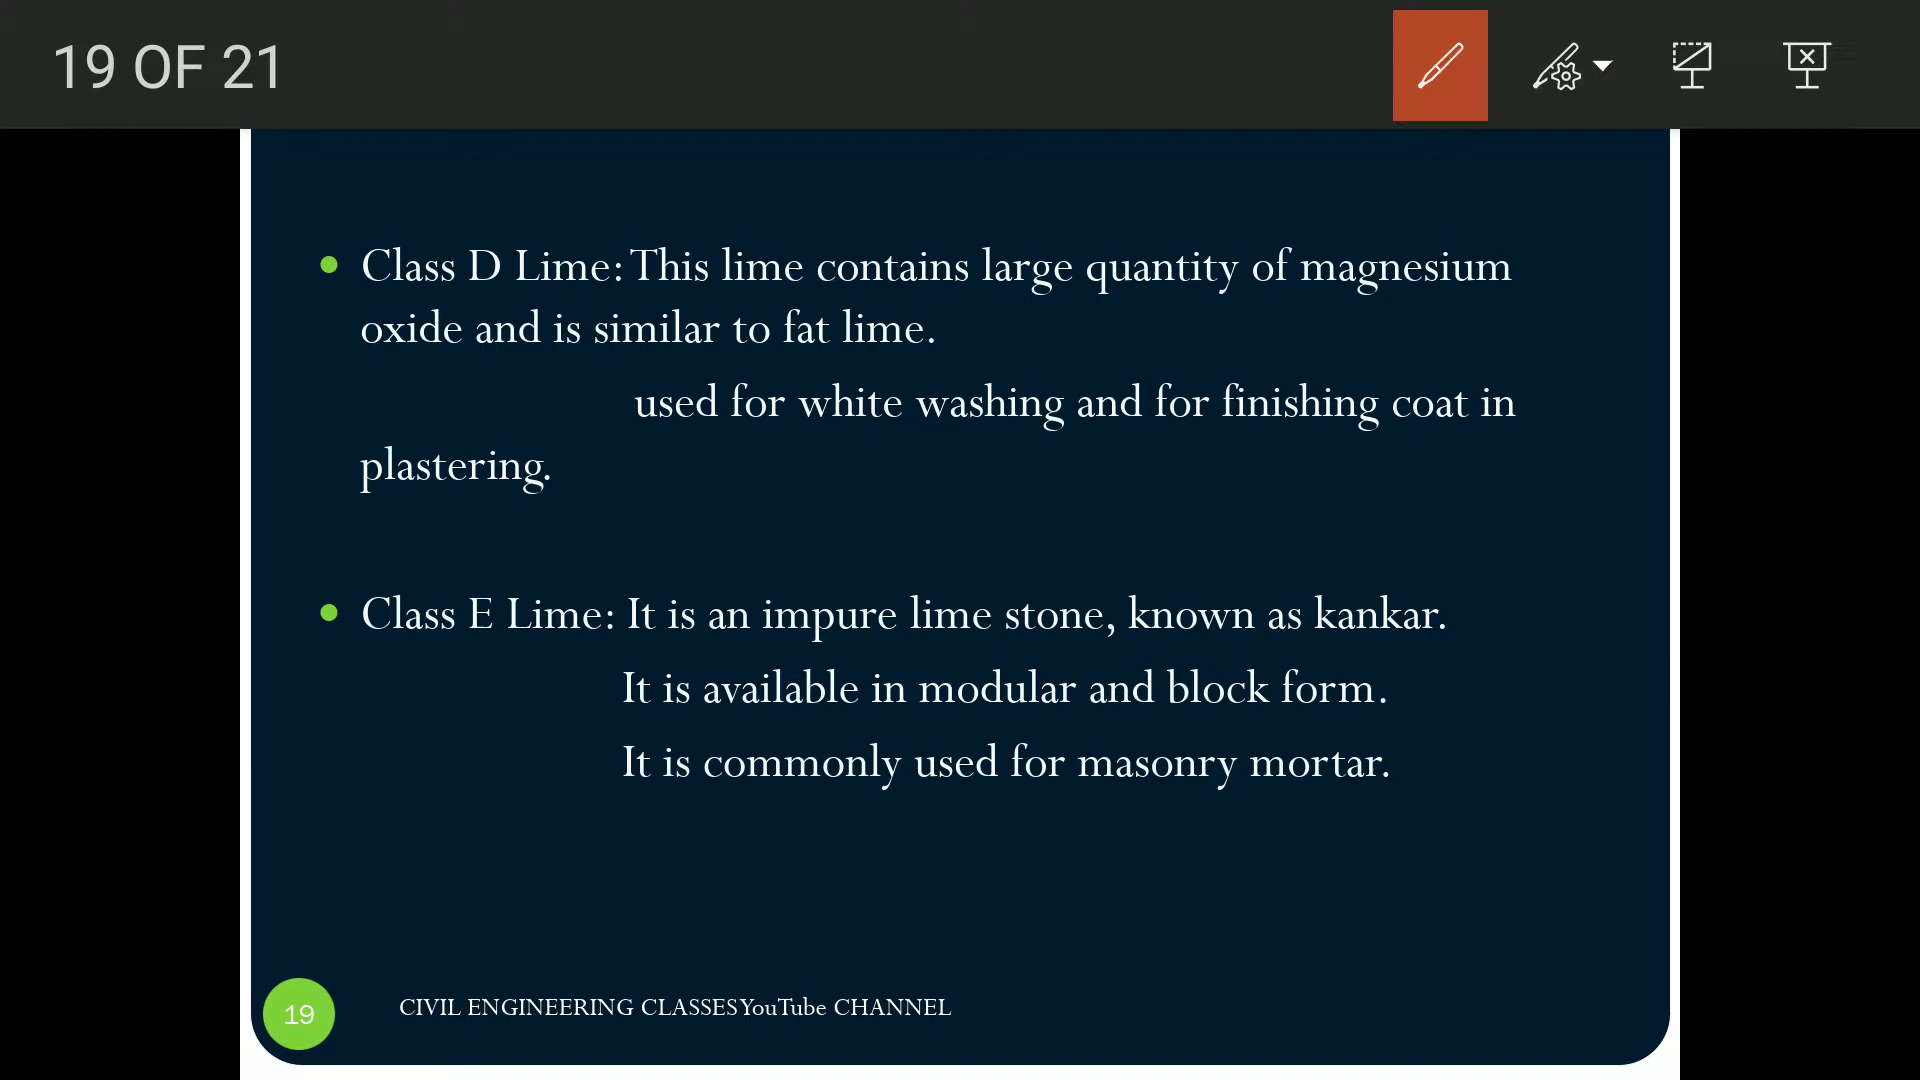 19 OF 21
Class D Lime: This lime contains large quantity of magnesium
oxide and is similar to fat lime.
used for white washing and for finishing coat in
plastering.
Class E Lime: It is an impure lime stone, known as kankar.
It is available in modular and block form.
It is commonly used for masonry mortar.
19
CIVIL ENGINEERING CLASSES YouTube CHANNEL